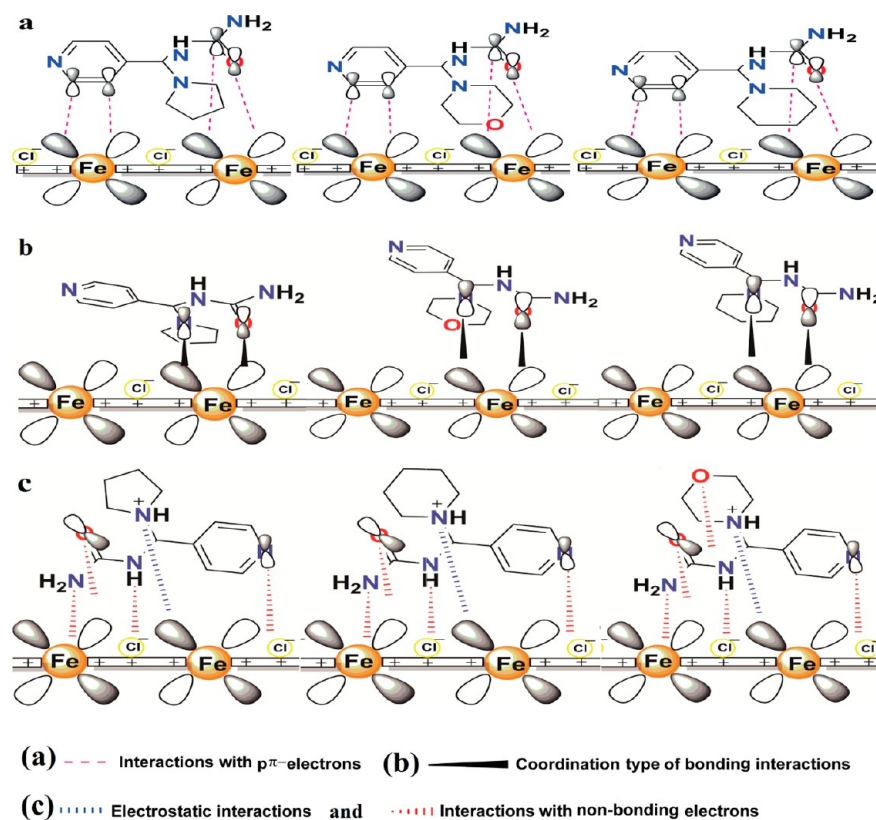 a
NH₂ NH₂ NH₂
H H H
N N O N N O N N O
N N N
O
Cl⁻ Cl⁻ Cl⁻ Cl⁻ Cl⁻ Cl⁻
+ Fe + + Fe + + Fe + + Fe + + Fe + + Fe +
b
N N N
H H H
N N NH₂ N NH₂ N NH₂
N O N O N O
O
Cl⁻ Cl⁻ Cl⁻ Cl⁻ Cl⁻ Cl⁻
+ Fe + + Fe + + Fe + + Fe + + Fe + + Fe +
c
O
+ + +
NH NH NH
O N O N O N
H₂N N H₂N N H₂N N
H H H
Cl⁻ Cl⁻ Cl⁻ Cl⁻ Cl⁻ Cl⁻
Fe + + Fe + Fe + + Fe + Fe + + Fe +
(a) Interactions with pπ– electrons (b) Coordination type of bonding interactions
(c) Electrostatic interactions and Interactions with non-bonding electrons